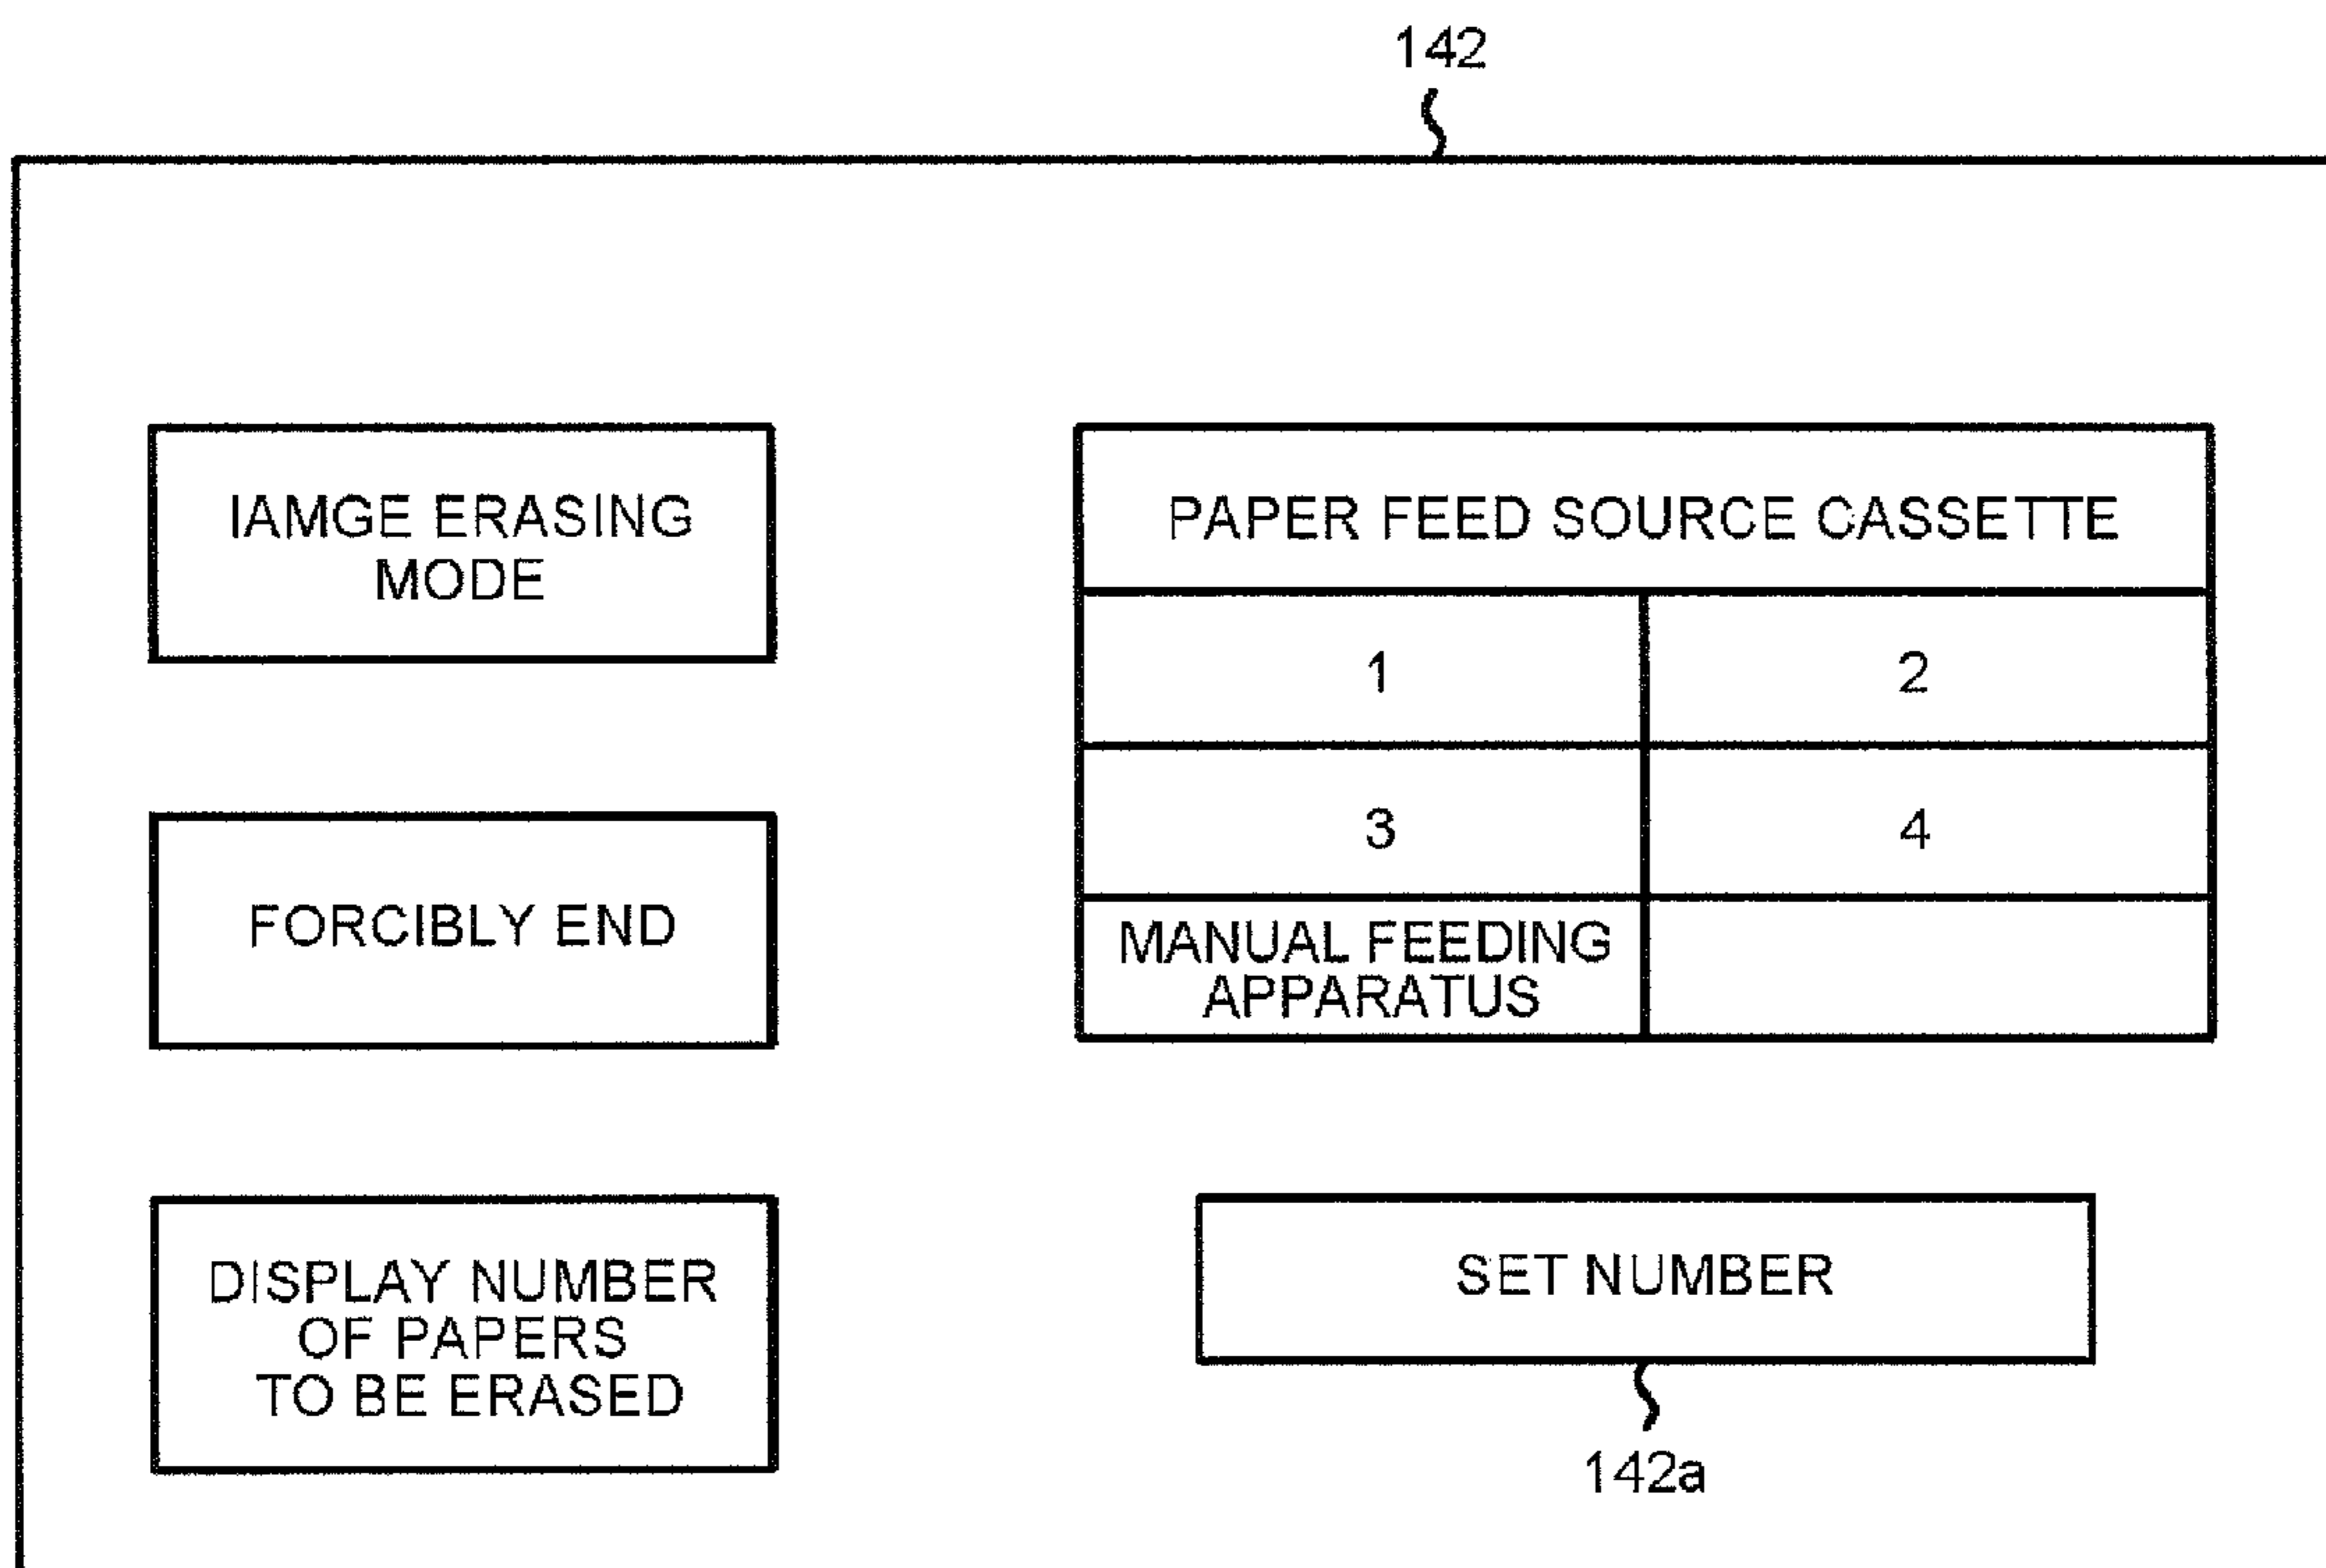 142
IAMGE ERASING
MODE
FORCIBLY END
DISPLAY NUMBER
OF PAPERS
TO BE ERASED
PAPER FEED SOURCE CASSETTE
1 2
3 4
MANUAL FEEDING
APPARATUS
SET NUMBER
142a